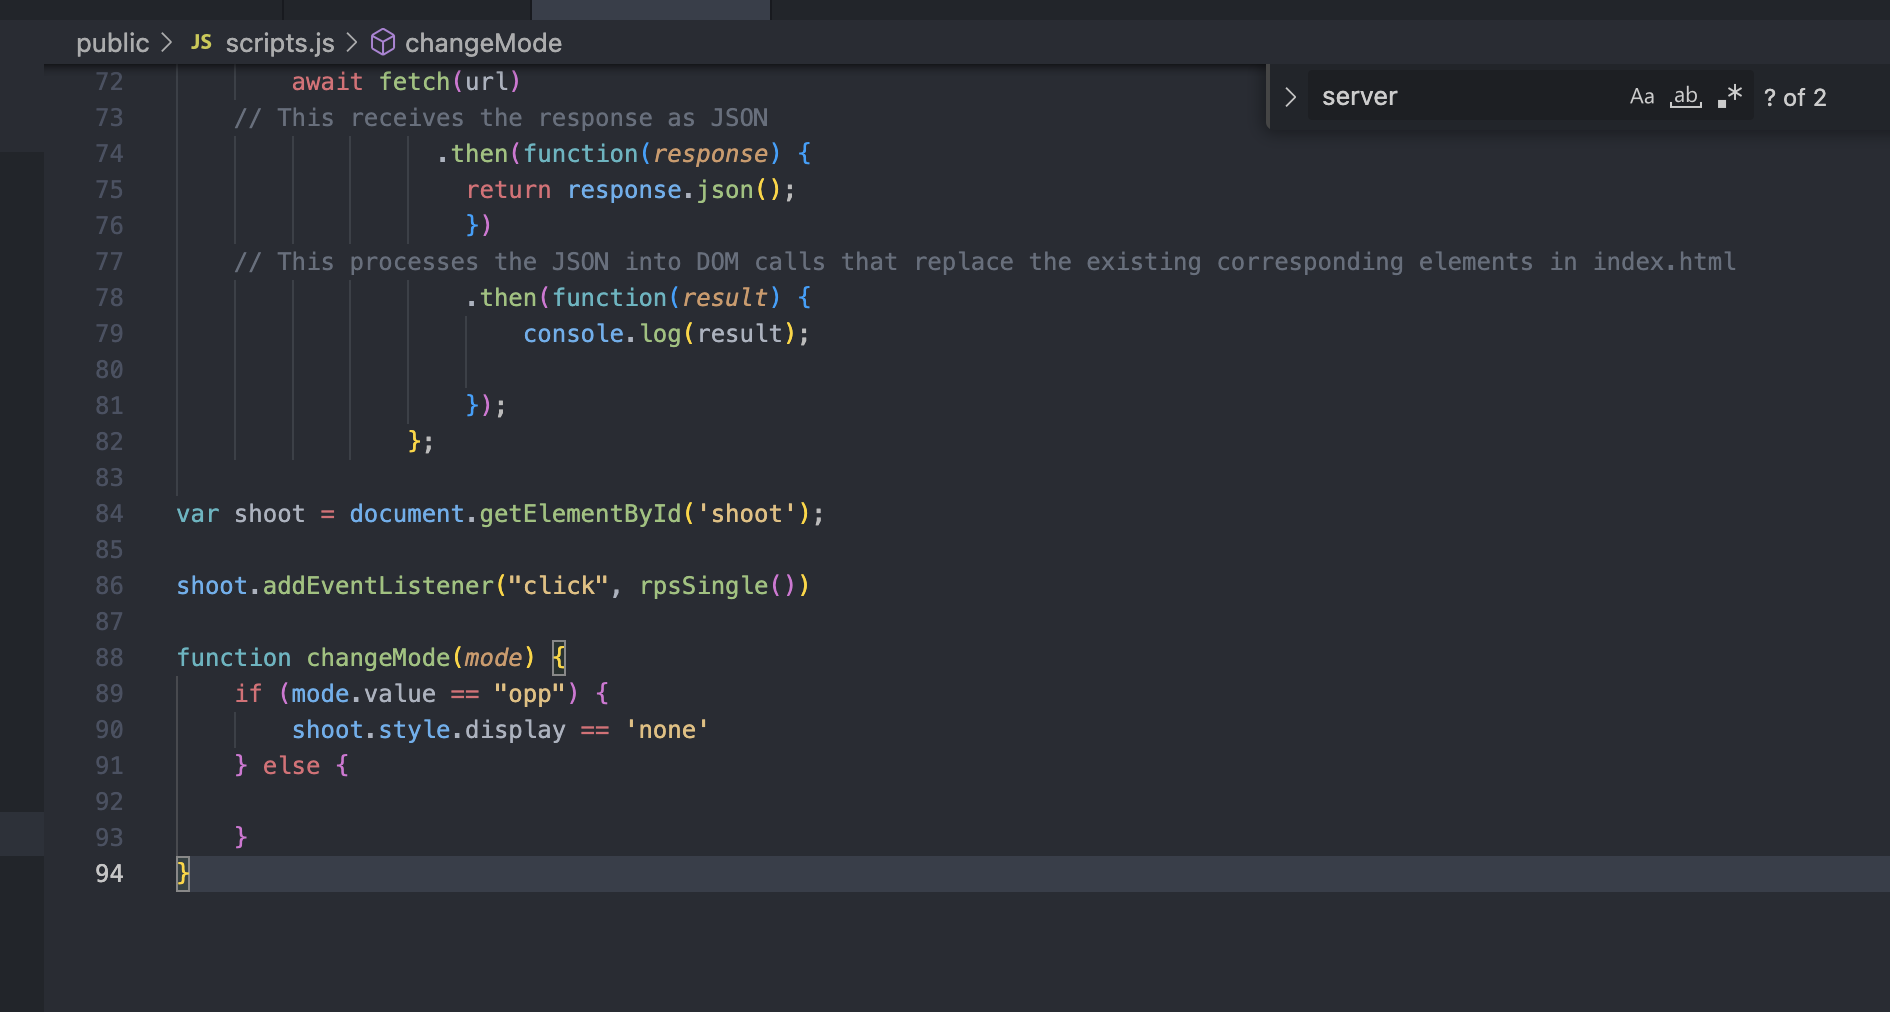 public > JS scripts.js > changeMode
server Aa ab .* ? of 2
72 await fetch(url)
73 // This receives the response as JSON
74 .then(function(response) {
75 return response.json();
76 })
77 // This processes the JSON into DOM calls that replace the existing corresponding elements in index.html
78 .then(function(result) {
79 console.log(result);
80
81 });
82 };
83
84 var shoot = document.getElementById('shoot');
85
86 shoot.addEventListener("click", rpsSingle())
87
88 function changeMode(mode) {
89 if (mode.value == "opp") {
90 shoot.style.display == 'none'
91 } else {
92
93 }
94 }